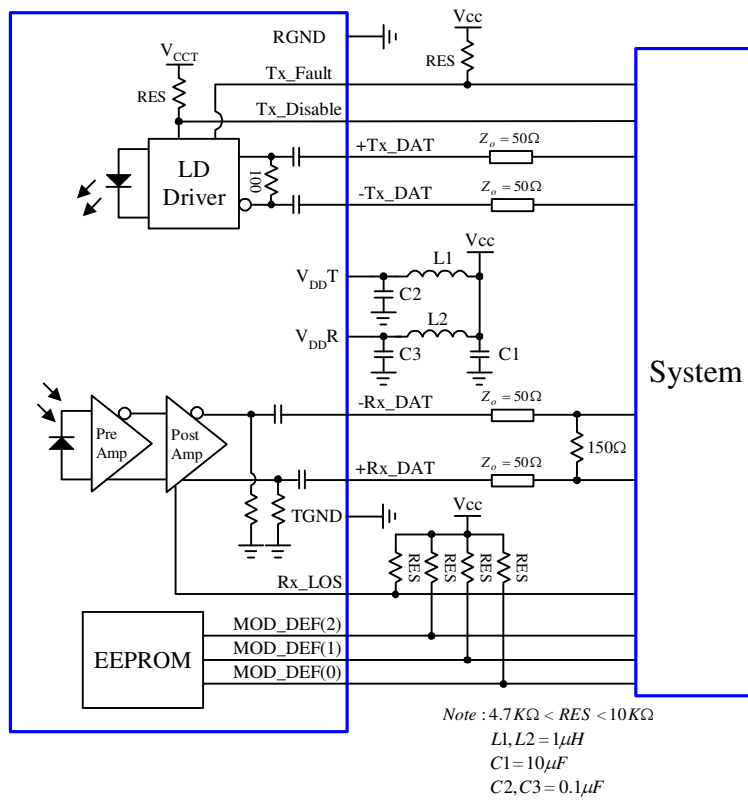 RGND
Vcc
V_CCT
RES
RES
Tx_Fault
Tx_Disable
LD
Driver
100
+Tx_DAT
Z_o = 50Ω
-Tx_DAT
Z_o = 50Ω
Vcc
V_DD T
L1
C2
V_DD R
L2
C3
C1
System
Pre
Amp
Post
Amp
-Rx_DAT
Z_o = 50Ω
150Ω
+Rx_DAT
Z_o = 50Ω
TGND
Vcc
RES
RES
RES
RES
Rx_LOS
EEPROM
MOD_DEF(2)
MOD_DEF(1)
MOD_DEF(0)
Note : 4.7KΩ < RES < 10KΩ
L1, L2 = 1μH
C1 = 10μF
C2, C3 = 0.1μF